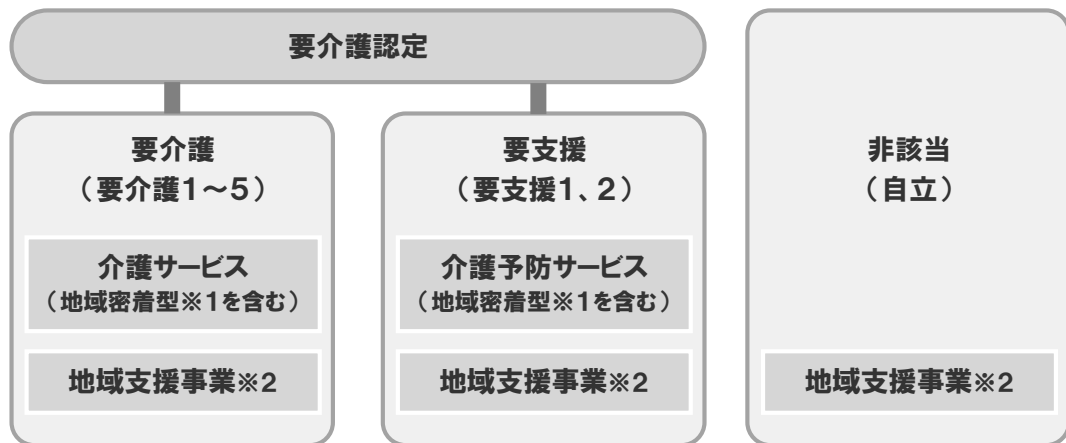 要介護認定
要介護
（要介護1～5）
介護サービス
（地域密着型※1を含む）
地域支援事業※2
要支援
（要支援1、2）
介護予防サービス
（地域密着型※1を含む）
地域支援事業※2
非該当
（自立）
地域支援事業※2